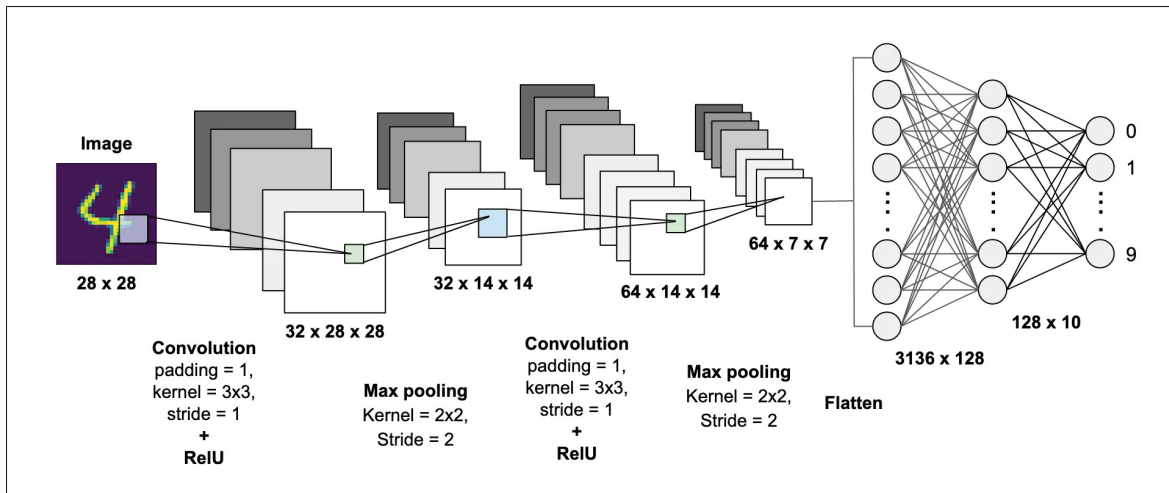 Image
28 x 28
Convolution
padding = 1,
kernel = 3x3,
stride = 1
+
RelU
32 x 28 x 28
Max pooling
Kernel = 2x2,
Stride = 2
32 x 14 x 14
Convolution
padding = 1,
kernel = 3x3,
stride = 1
+
RelU
64 x 14 x 14
Max pooling
Kernel = 2x2,
Stride = 2
64 x 7 x 7
Flatten
3136 x 128
128 x 10
0
1
9
4